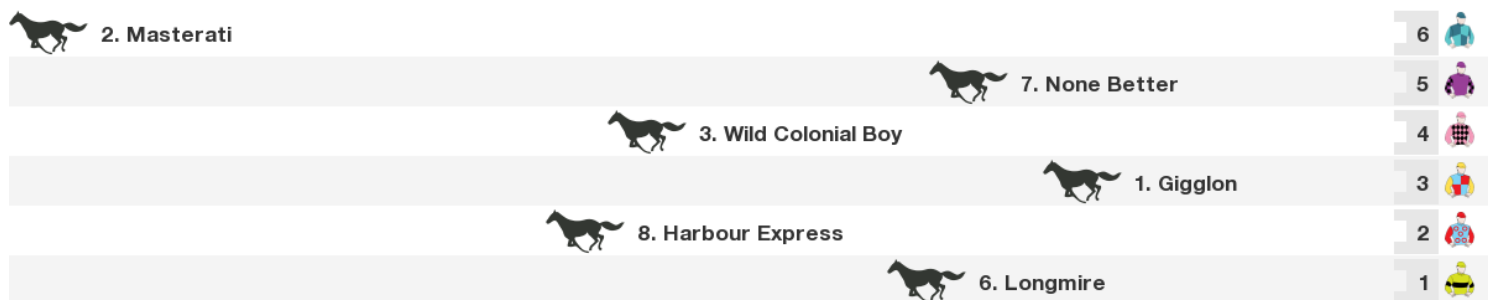 2. Masterati 6
7. None Better 5
3. Wild Colonial Boy 4
1. Gigglon 3
8. Harbour Express 2
6. Longmire 1